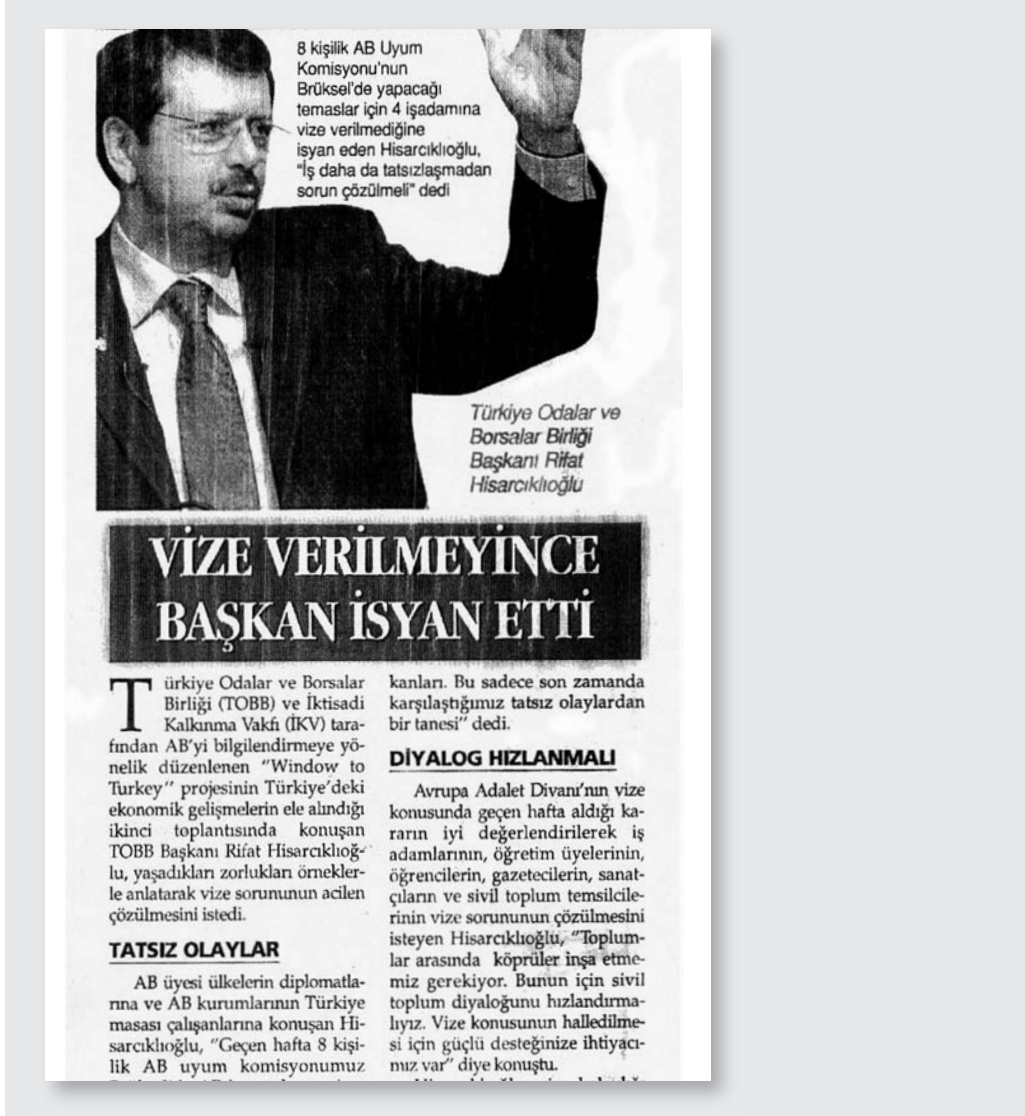 8 kişilik AB Uyum
Komisyonu'nun
Brüksel'de yapacağı
temaslar için 4 işadamına
vize verilmediğine
isyan eden Hisarcıklıoğlu,
"İş daha da tatsızlaşmadan
sorun çözülmeli" dedi
Türkiye Odalar ve
Borsalar Birliği
Başkanı Rifat
Hisarcıklıoğlu
VİZE VERİLMEYİNCE
BAŞKAN İSYAN ETTİ
Türkiye Odalar ve Borsalar
Birliği (TOBB) ve İktisadi
Kalkınma Vakfı (İKV) tara-
fından AB'yi bilgilendirmeye yö-
nelik düzenlenen "Window to
Turkey" projesinin Türkiye'deki
ekonomik gelişmelerin ele alındığı
ikinci toplantısında konuşan
TOBB Başkanı Rifat Hisarcıklıoğ-
lu, yaşadıkları zorlukları örnekler-
le anlatarak vize sorununun acilen
çözülmesini istedi.
TATSIZ OLAYLAR
AB üyesi ülkelerin diplomatla-
rına ve AB kurumlarının Türkiye
masası çalışanlarına konuşan Hi-
sarcıklıoğlu, "Geçen hafta 8 kişi-
lik AB uyum komisyonumuz
kanları. Bu sadece son zamanda
karşılaştığımız tatsız olaylardan
bir tanesi" dedi.
DİYALOG HIZLANMALI
Avrupa Adalet Divanı'nın vize
konusunda geçen hafta aldığı ka-
rarın iyi değerlendirilerek iş
adamlarının, öğretim üyelerinin,
öğrencilerin, gazetecilerin, sanat-
çıların ve sivil toplum temsilcile-
rinin vize sorununun çözülmesini
isteyen Hisarcıklıoğlu, "Toplum-
lar arasında köprüler inşa etme-
miz gerekiyor. Bunun için sivil
toplum diyaloğunu hızlandırma-
lıyız. Vize konusunun halledilme-
si için güçlü desteğinize ihtiyacı-
mız var" diye konuştu.